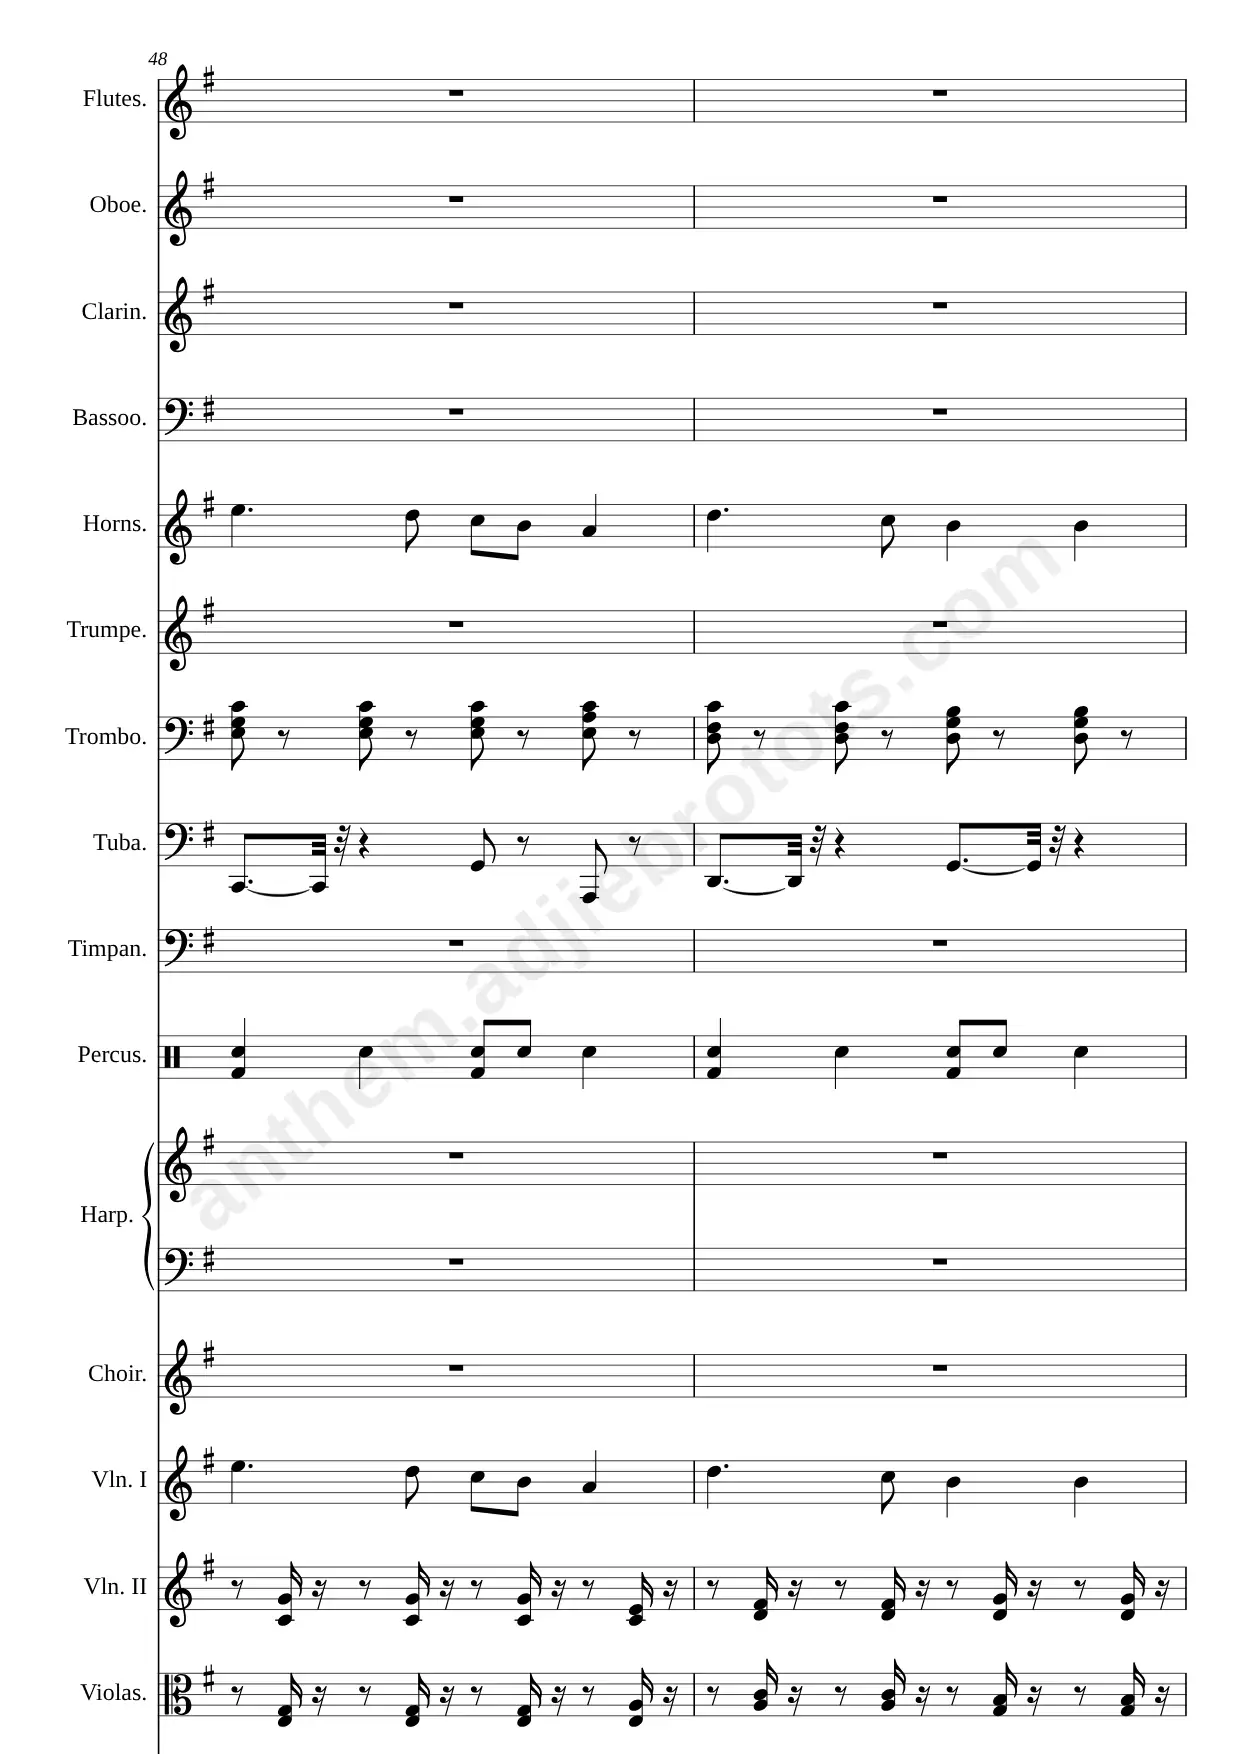 48
Flutes.
Oboe.
Clarin.
Bassoo.
Horns.
Trumpe.
Trombo.
Tuba.
Timpan.
Percus.
Harp.
Choir.
Vln. I
Vln. II
Violas.
anthem.adjiebrotots.com